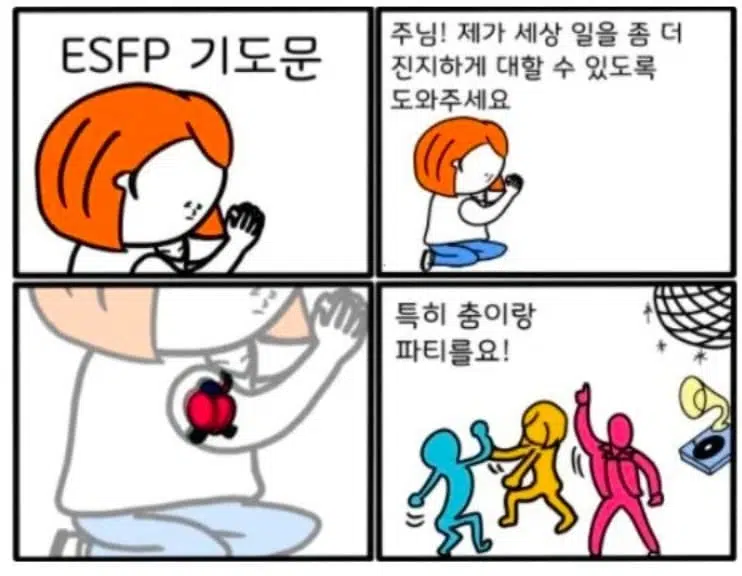 ESFP 기도문
주님! 제가 세상 일을 좀 더
진지하게 대할 수 있도록
도와주세요
특히 춤이랑
파티를요!